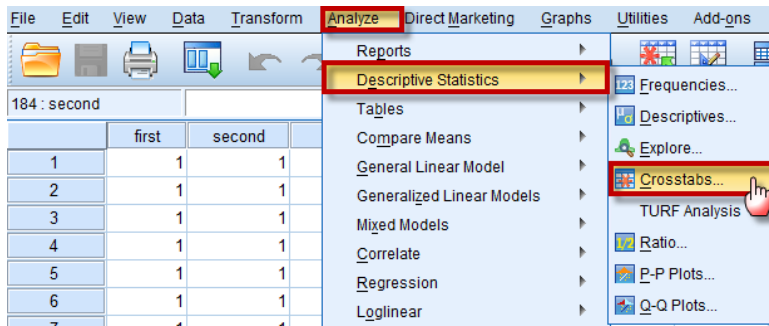 File Edit View Data Transform Analyze Direct Marketing Graphs Utilities Add-ons
184 : second
first second
1 1 1
2 1 1
3 1 1
4 1 1
5 1 1
6 1 1
Reports
Descriptive Statistics
Tables
Compare Means
General Linear Model
Generalized Linear Models
Mixed Models
Correlate
Regression
Loglinear
123 Frequencies...
Descriptives...
Explore...
Crosstabs...
TURF Analysis
1/2 Ratio...
P-P Plots...
Q-Q Plots...